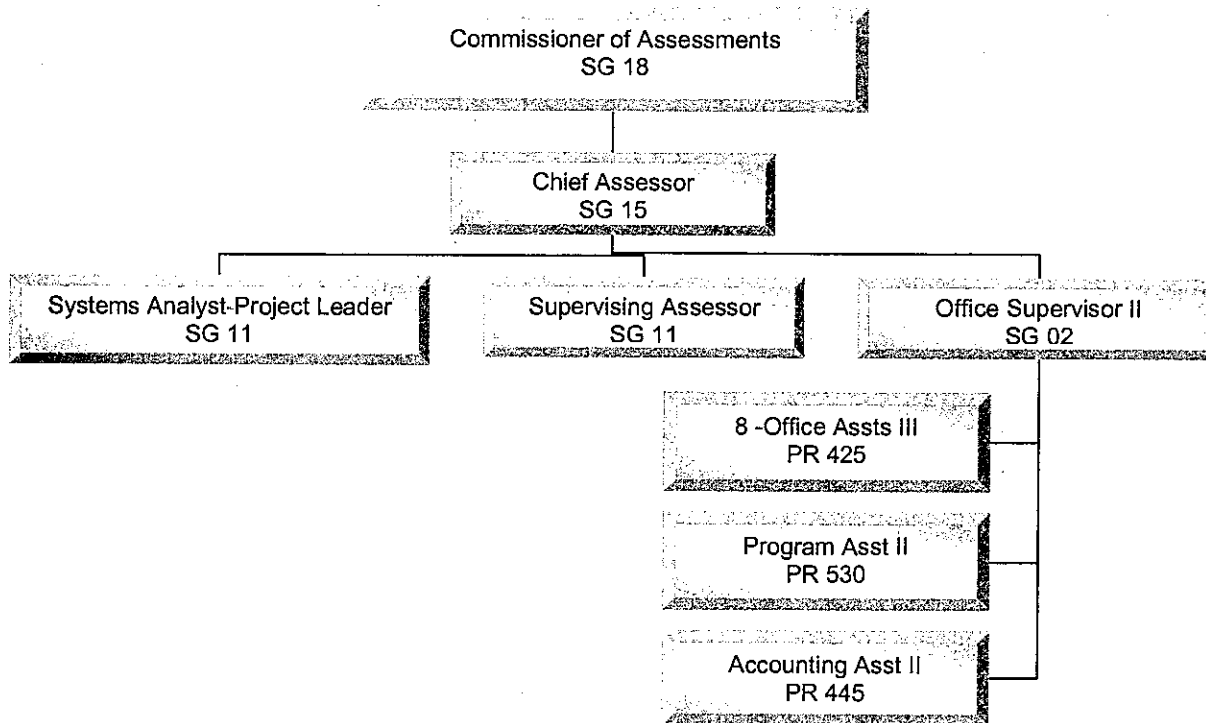 Commissioner of Assessments
SG 18
Chief Assessor
SG 15
Systems Analyst-Project Leader
SG 11
Supervising Assessor
SG 11
Office Supervisor II
SG 02
8 -Office Assts III
PR 425
Program Asst II
PR 530
Accounting Asst II
PR 445